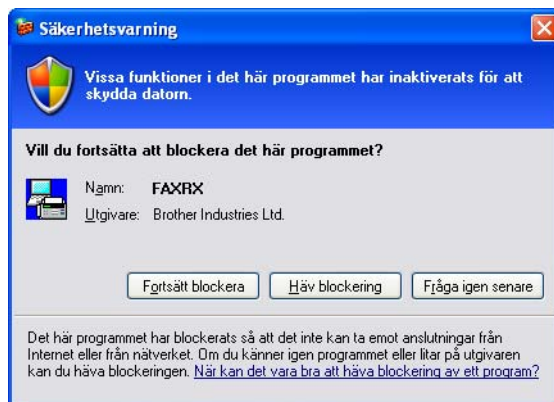 Säkerhetsvarning
Vissa funktioner i det här programmet har inaktiverats för att
skydda datorn.
Vill du fortsätta att blockera det här programmet?
Namn: FAXRX
Utgivare: Brother Industries Ltd.
Fortsätt blockera Häv blockering Fråga igen senare
Det här programmet har blockerats så att det inte kan ta emot anslutningar från
Internet eller från nätverket. Om du känner igen programmet eller litar på utgivaren
kan du häva blockeringen. När kan det vara bra att häva blockering av ett program?